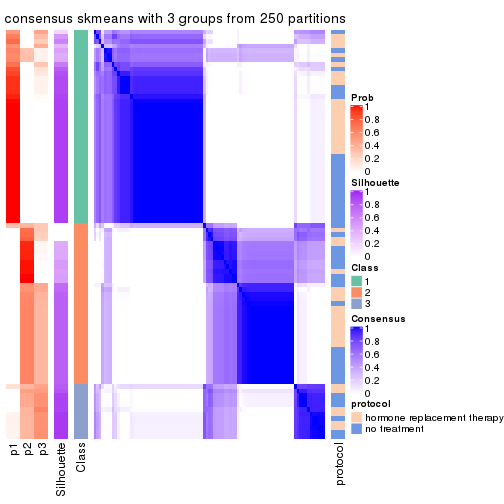 consensus skmeans with 3 groups from 250 partitions
Prob
1
0.8
0.6
0.4
0.2
0
Silhouette
1
0.8
0.6
0.4
0.2
0
Class
1
2
3
Consensus
1
0.8
0.6
0.4
0.2
0
protocol
hormone replacement therapy
no treatment
p1
p2
p3
Silhouette
Class
protocol